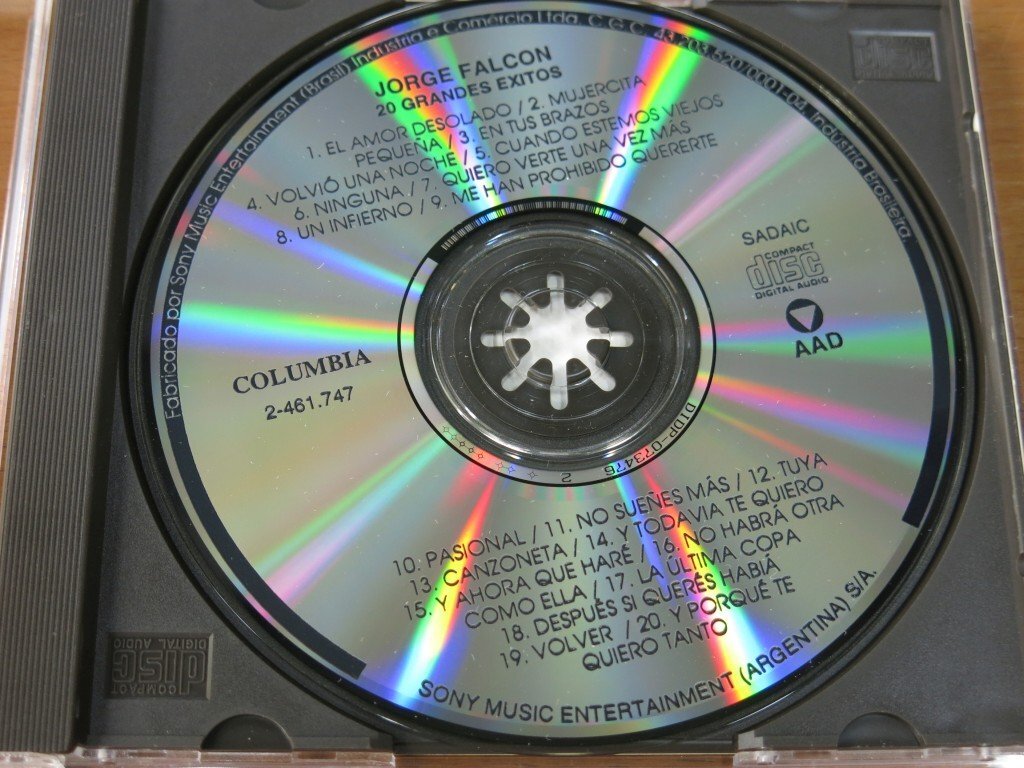 Fabricado por Sony Music Entertainment (Brasil) Industria e Comércio Ltda. C.G.C. 43.203.520/0001-04 Industria Brasileira.
JORGE FALCON
20 GRANDES EXITOS
1. EL AMOR DESOLADO / 2. MUJERCITA
PEQUEÑA / 3. EN TUS BRAZOS
4. VOLVIÓ UNA NOCHE / 5. CUANDO ESTEMOS VIEJOS
6. NINGUNA / 7. QUIERO VERTE UNA VEZ MAS
8. UN INFIERNO / 9. ME HAN PROHIBIDO QUERERTE
SADAIC
COMPACT
disc
DIGITAL AUDIO
AAD
COLUMBIA
2-461.747
DIDP-073476
2
10. PASIONAL / 11. NO SUEÑES MÁS / 12. TUYA
13. CANZONETA / 14. Y TODAVIA TE QUIERO
15. Y AHORA QUE HARÉ / 16. NO HABRÁ OTRA
COMO ELLA / 17. LA ÚLTIMA COPA
18. DESPUÉS SI QUERÉS HABIÁ
19. VOLVER / 20. Y PORQUÉ TE
QUIERO TANTO
SONY MUSIC ENTERTAINMENT (ARGENTINA) S/A.
COMPACT
disc
DIGITAL AUDIO